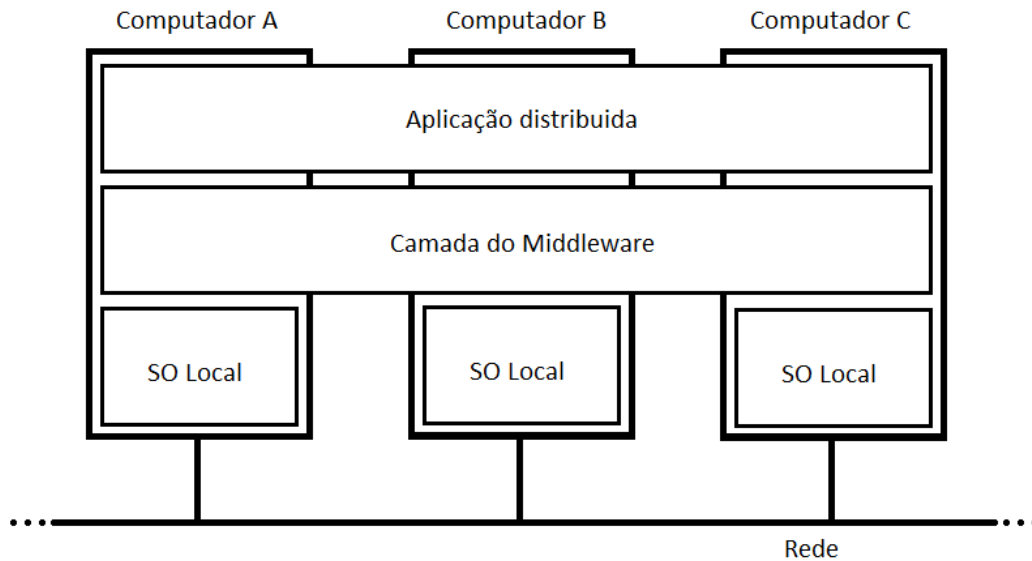 Computador A
Computador B
Computador C
Aplicação distribuida
Camada do Middleware
SO Local
SO Local
SO Local
Rede